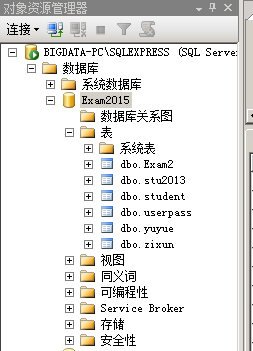 对象资源管理器
连接
BIGDATA-PC\SQLEXPRESS (SQL Serve
数据库
系统数据库
Exam2015
数据库关系图
表
系统表
dbo.Exam2
dbo.stu2013
dbo.student
dbo.userpass
dbo.yuyue
dbo.zixun
视图
同义词
可编程性
Service Broker
存储
安全性